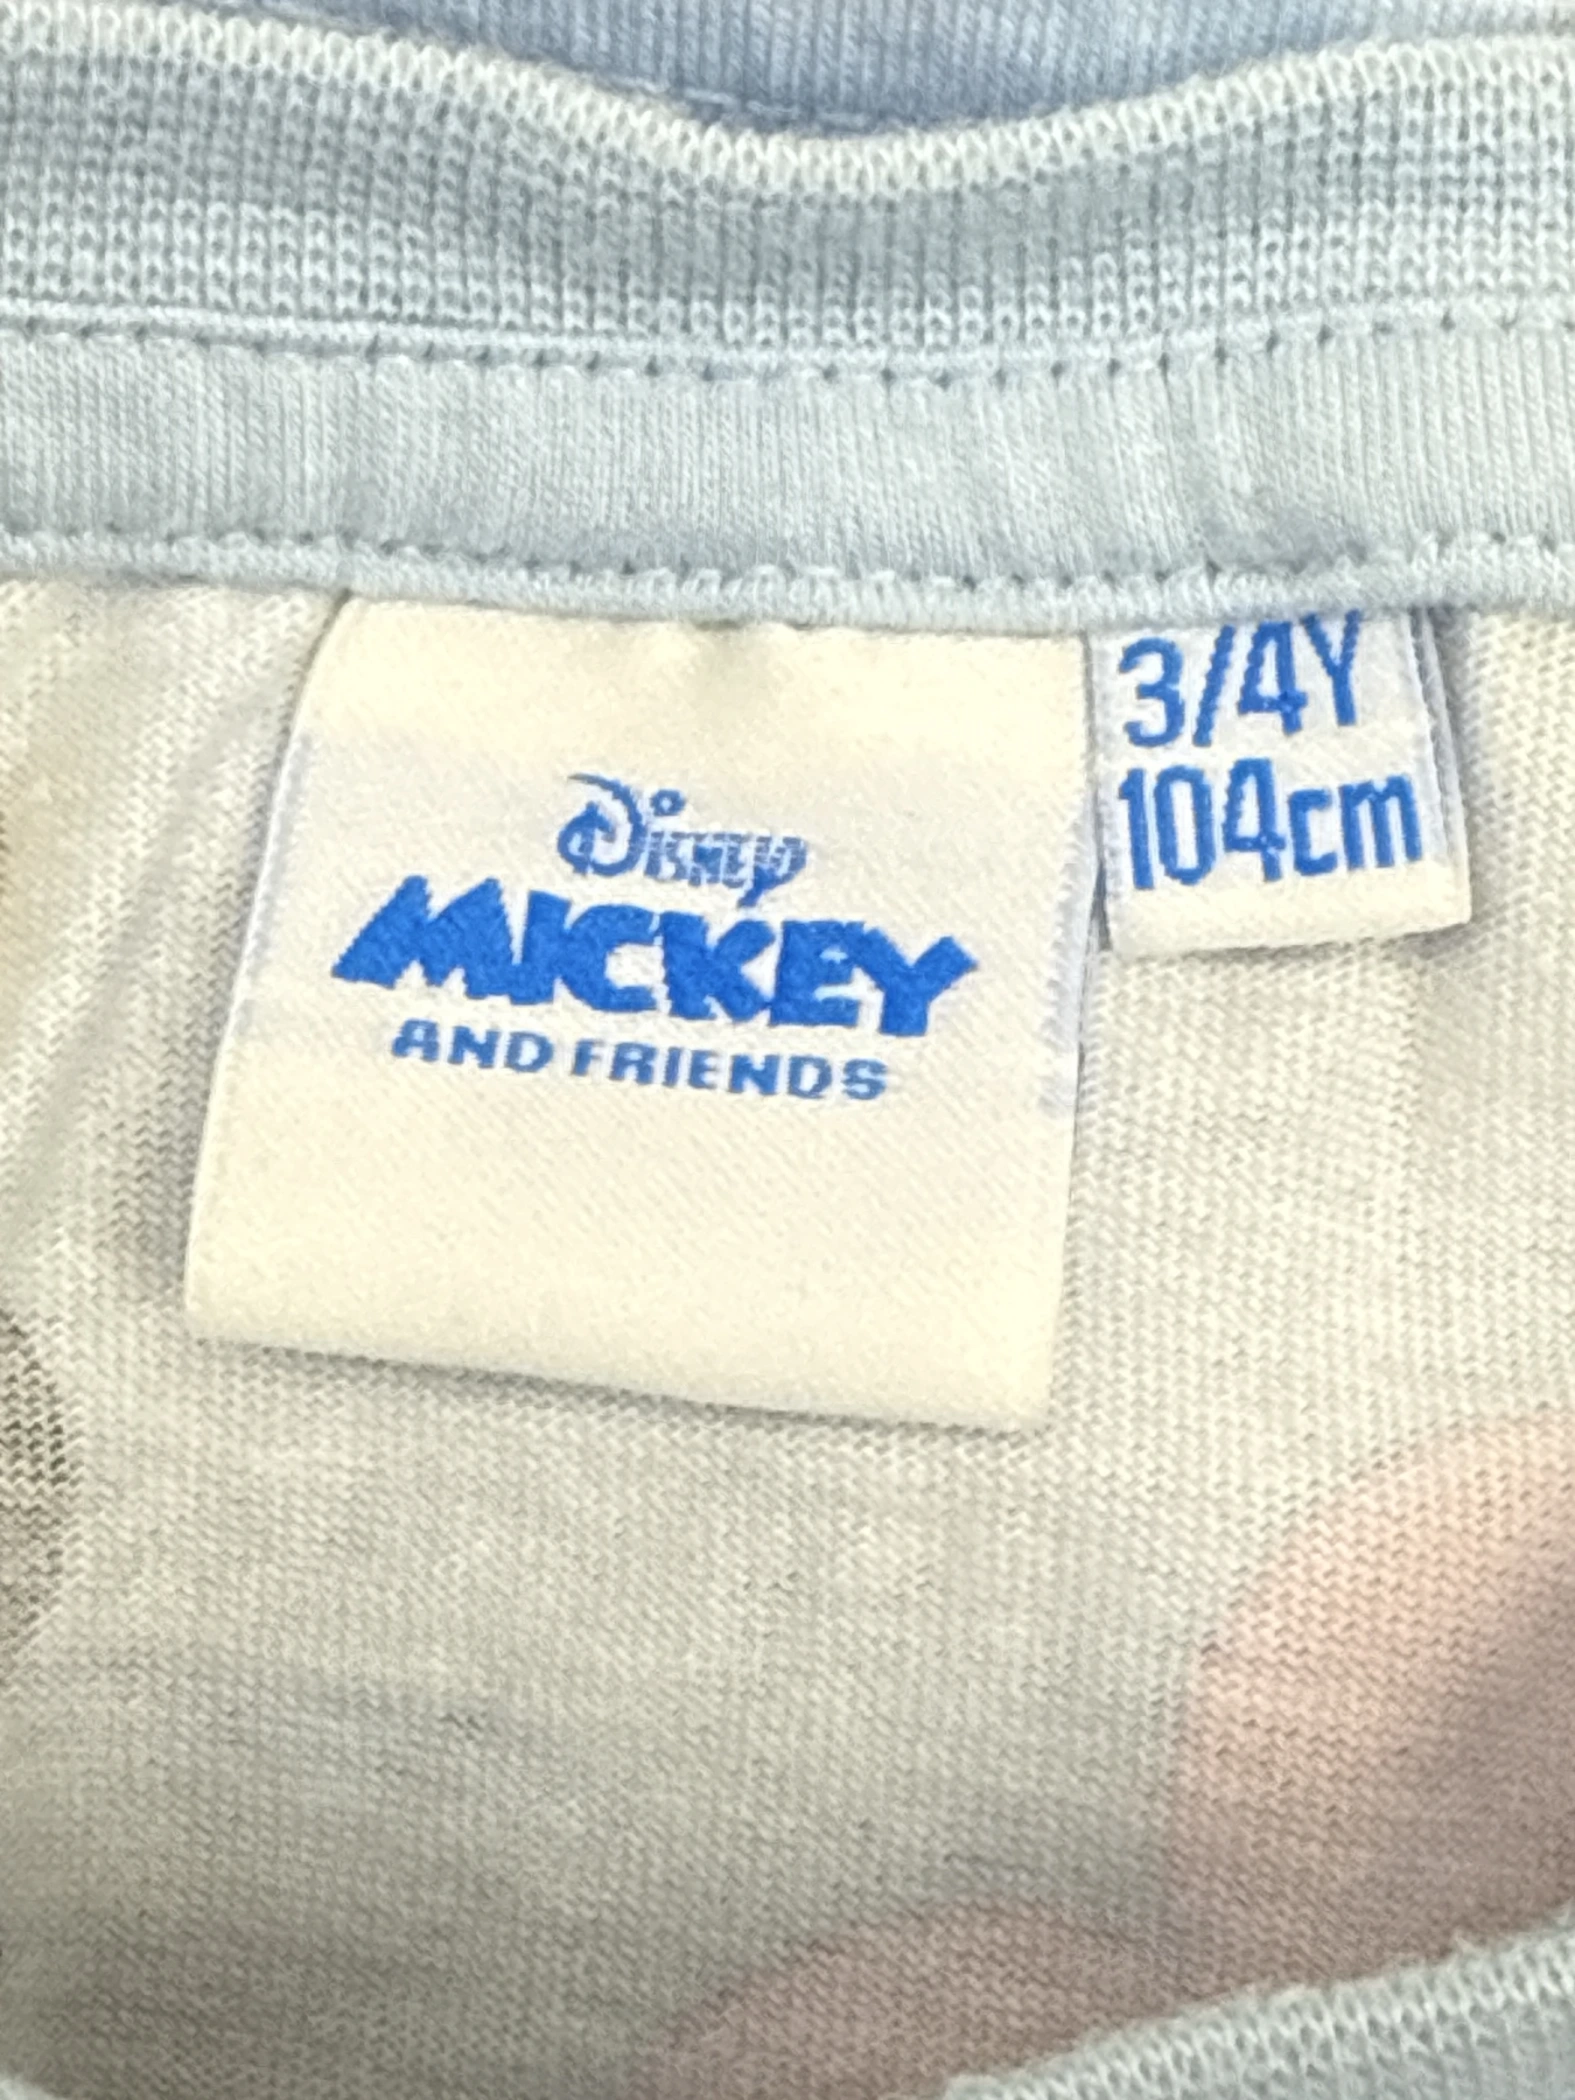 Disney
MICKEY
AND FRIENDS
3/4Y
104cm